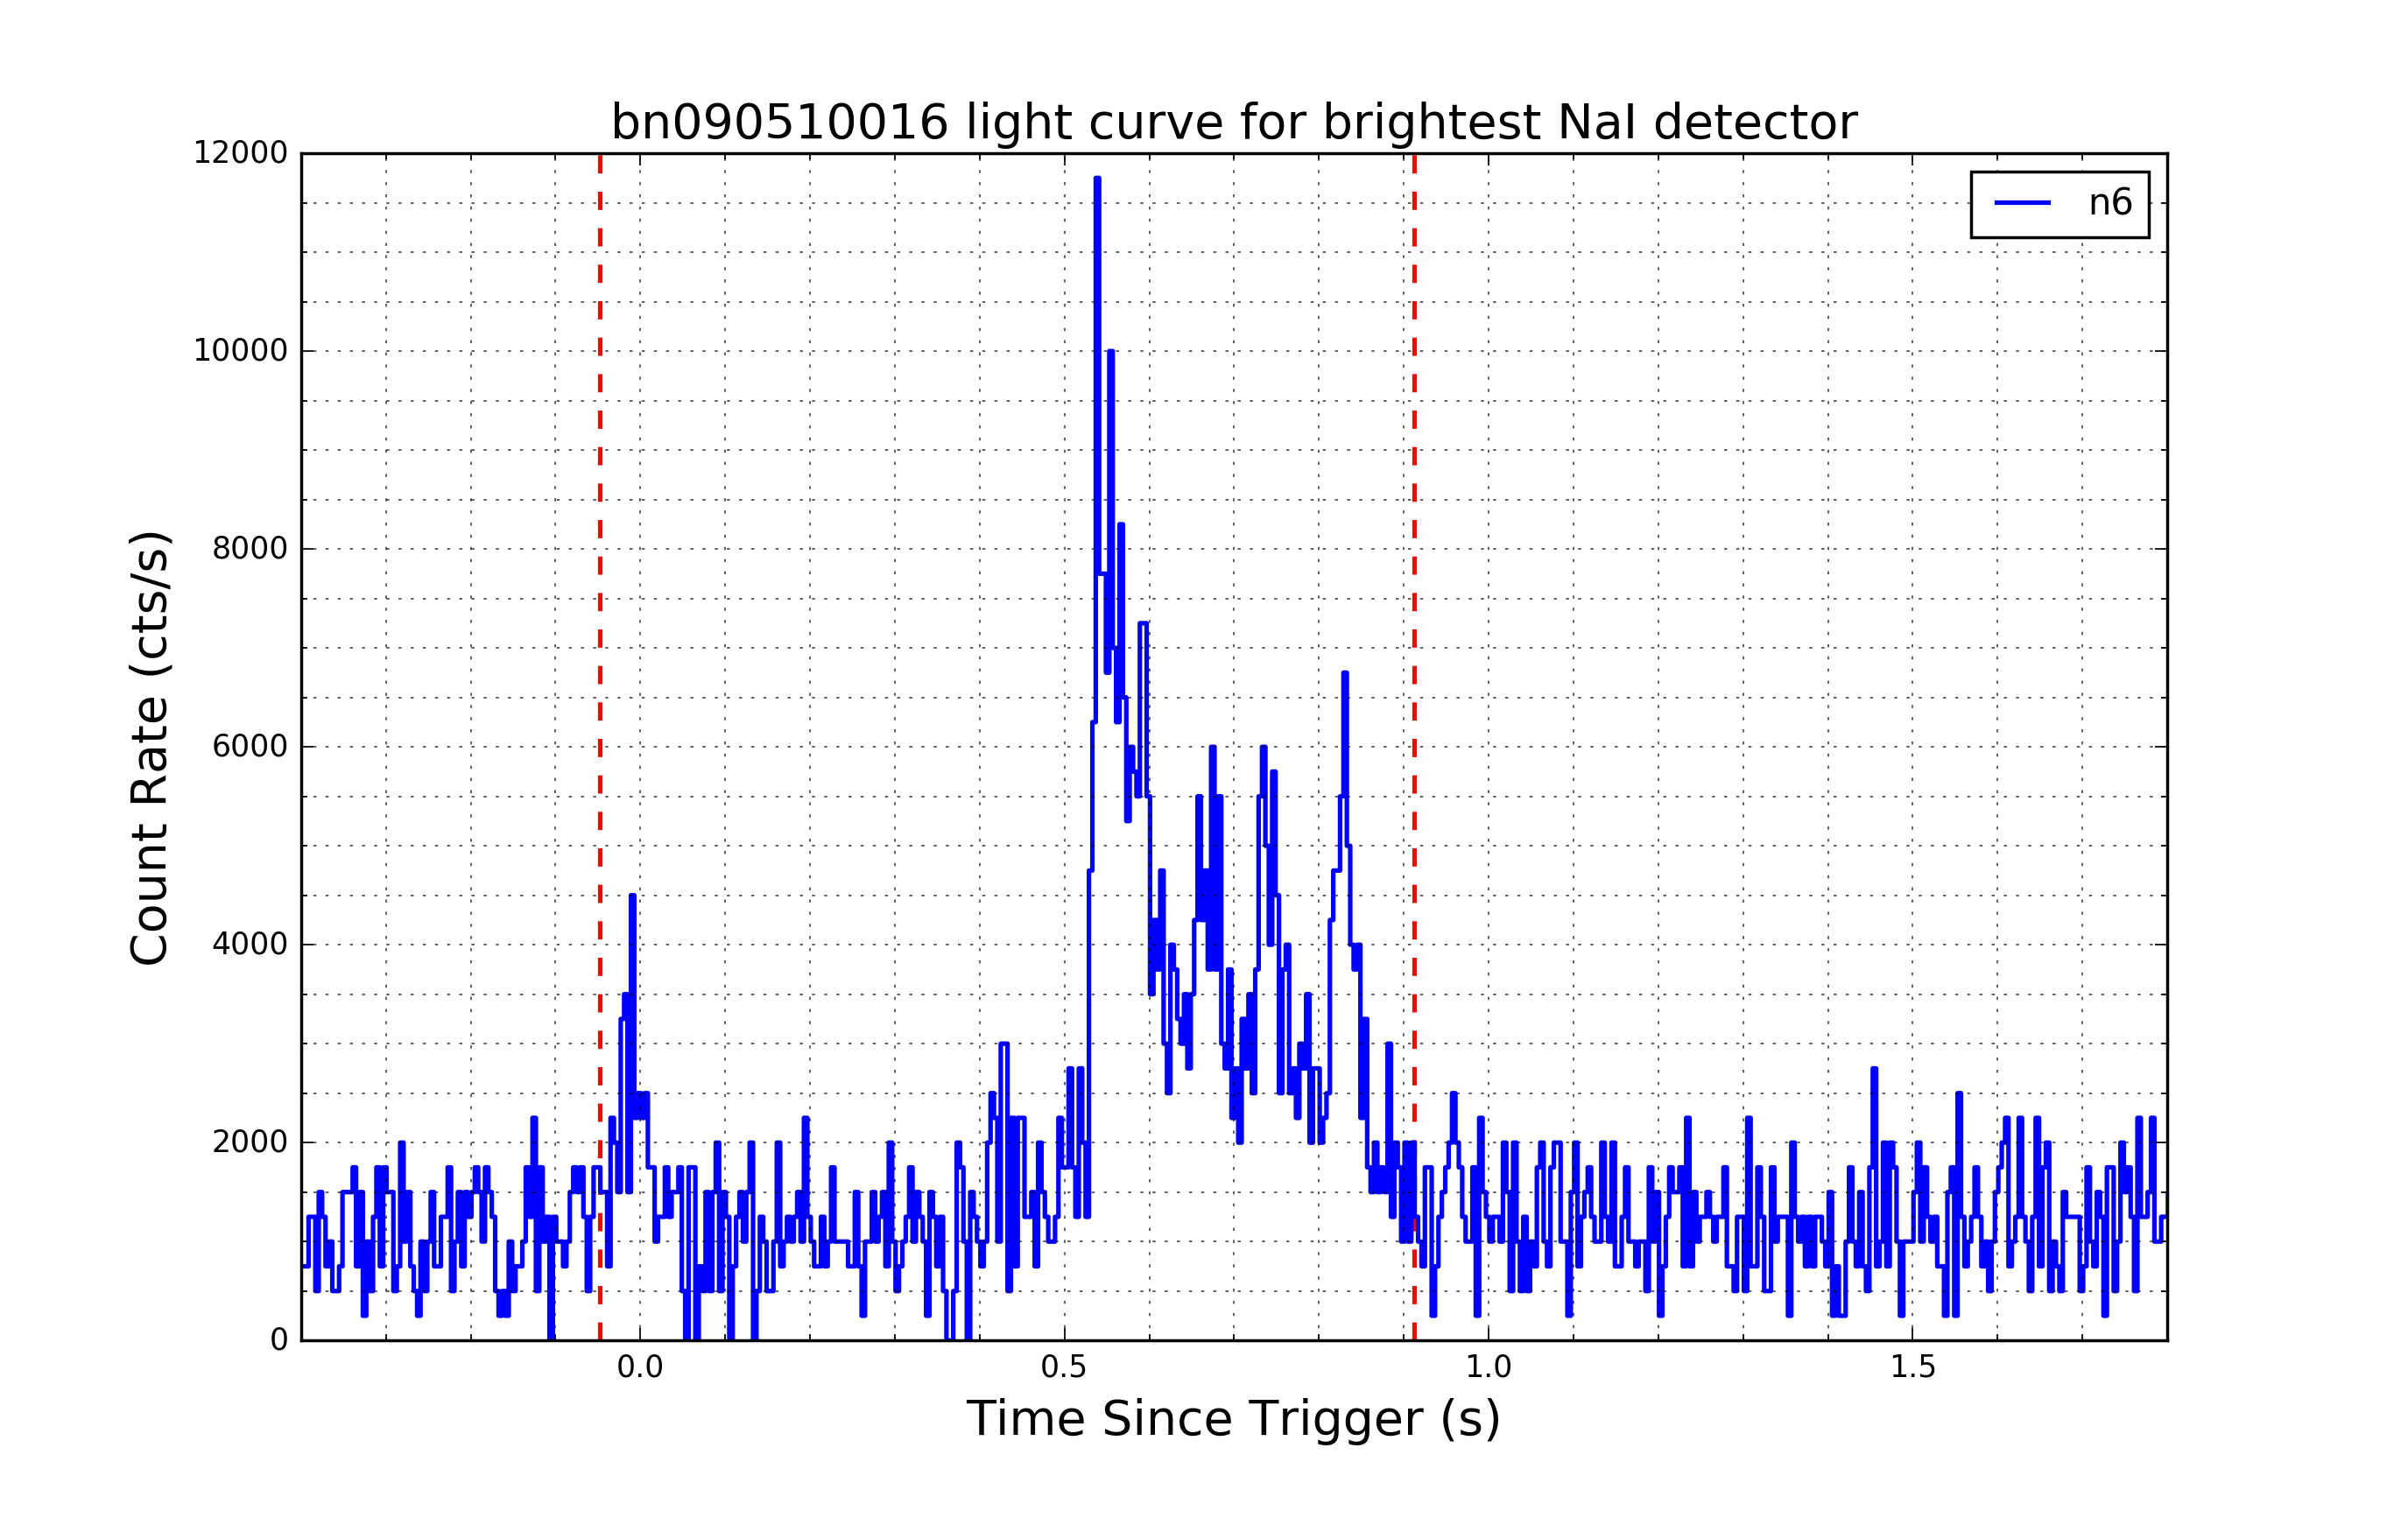 bn090510016 light curve for brightest NaI detector
12000
n6
10000
8000
6000
4000
2000
0
Count Rate (cts/s)
0.0 0.5 1.0 1.5
Time Since Trigger (s)